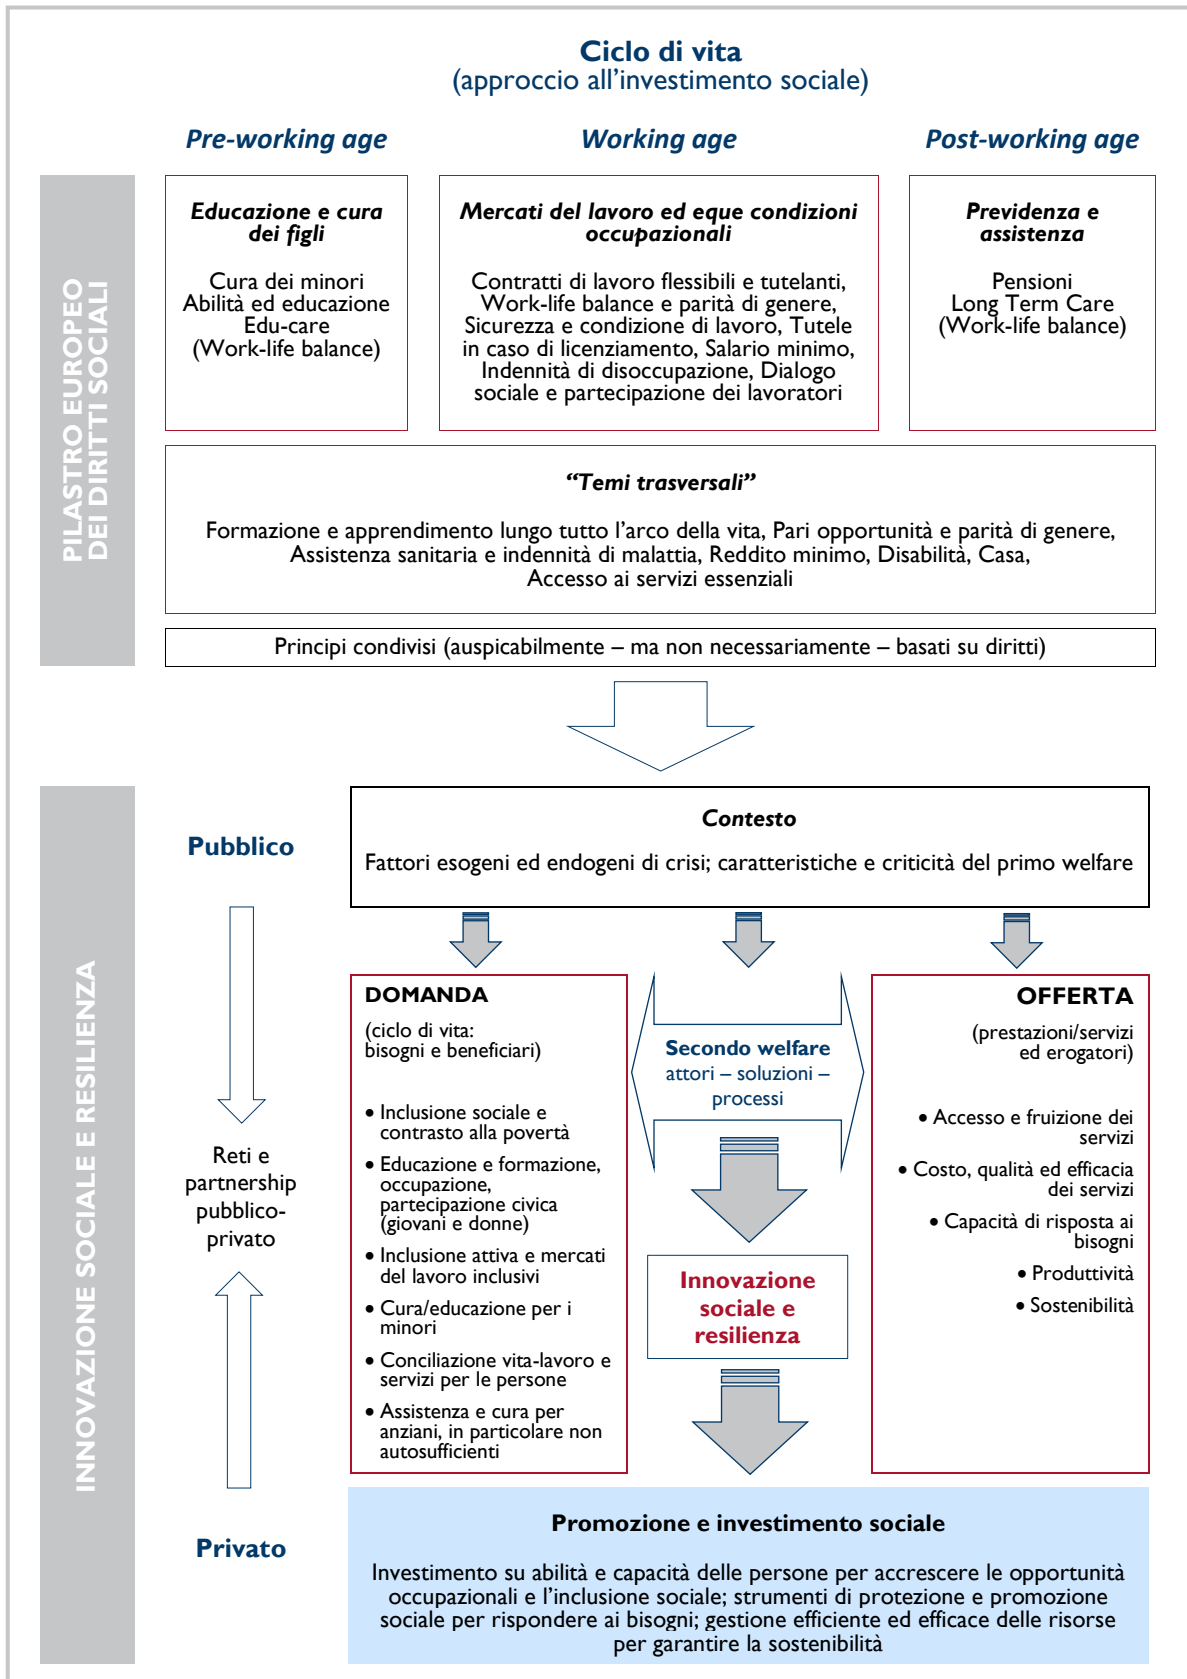 Ciclo di vita
(approccio all’investimento sociale)
Pre-working age
Working age
Post-working age
PILASTRO EUROPEO
DEI DIRITTI SOCIALI
Educazione e cura
dei figli
Cura dei minori
Abilità ed educazione
Edu-care
(Work-life balance)
Mercati del lavoro ed eque condizioni
occupazionali
Contratti di lavoro flessibili e tutelanti,
Work-life balance e parità di genere,
Sicurezza e condizione di lavoro, Tutele
in caso di licenziamento, Salario minimo,
Indennità di disoccupazione, Dialogo
sociale e partecipazione dei lavoratori
Previdenza e
assistenza
Pensioni
Long Term Care
(Work-life balance)
“Temi trasversali”
Formazione e apprendimento lungo tutto l’arco della vita, Pari opportunità e parità di genere,
Assistenza sanitaria e indennità di malattia, Reddito minimo, Disabilità, Casa,
Accesso ai servizi essenziali
Principi condivisi (auspicabilmente – ma non necessariamente – basati su diritti)
INNOVAZIONE SOCIALE E RESILIENZA
Pubblico
Reti e
partnership
pubblico-
privato
Privato
Contesto
Fattori esogeni ed endogeni di crisi; caratteristiche e criticità del primo welfare
DOMANDA
(ciclo di vita:
bisogni e beneficiari)
• Inclusione sociale e
contrasto alla povertà
• Educazione e formazione,
occupazione,
partecipazione civica
(giovani e donne)
• Inclusione attiva e mercati
del lavoro inclusivi
• Cura/educazione per i
minori
• Conciliazione vita-lavoro e
servizi per le persone
• Assistenza e cura per
anziani, in particolare non
autosufficienti
Secondo welfare
attori – soluzioni –
processi
Innovazione
sociale e
resilienza
OFFERTA
(prestazioni/servizi
ed erogatori)
• Accesso e fruizione dei
servizi
• Costo, qualità ed efficacia
dei servizi
• Capacità di risposta ai
bisogni
• Produttività
• Sostenibilità
Promozione e investimento sociale
Investimento su abilità e capacità delle persone per accrescere le opportunità
occupazionali e l’inclusione sociale; strumenti di protezione e promozione
sociale per rispondere ai bisogni; gestione efficiente ed efficace delle risorse
per garantire la sostenibilità